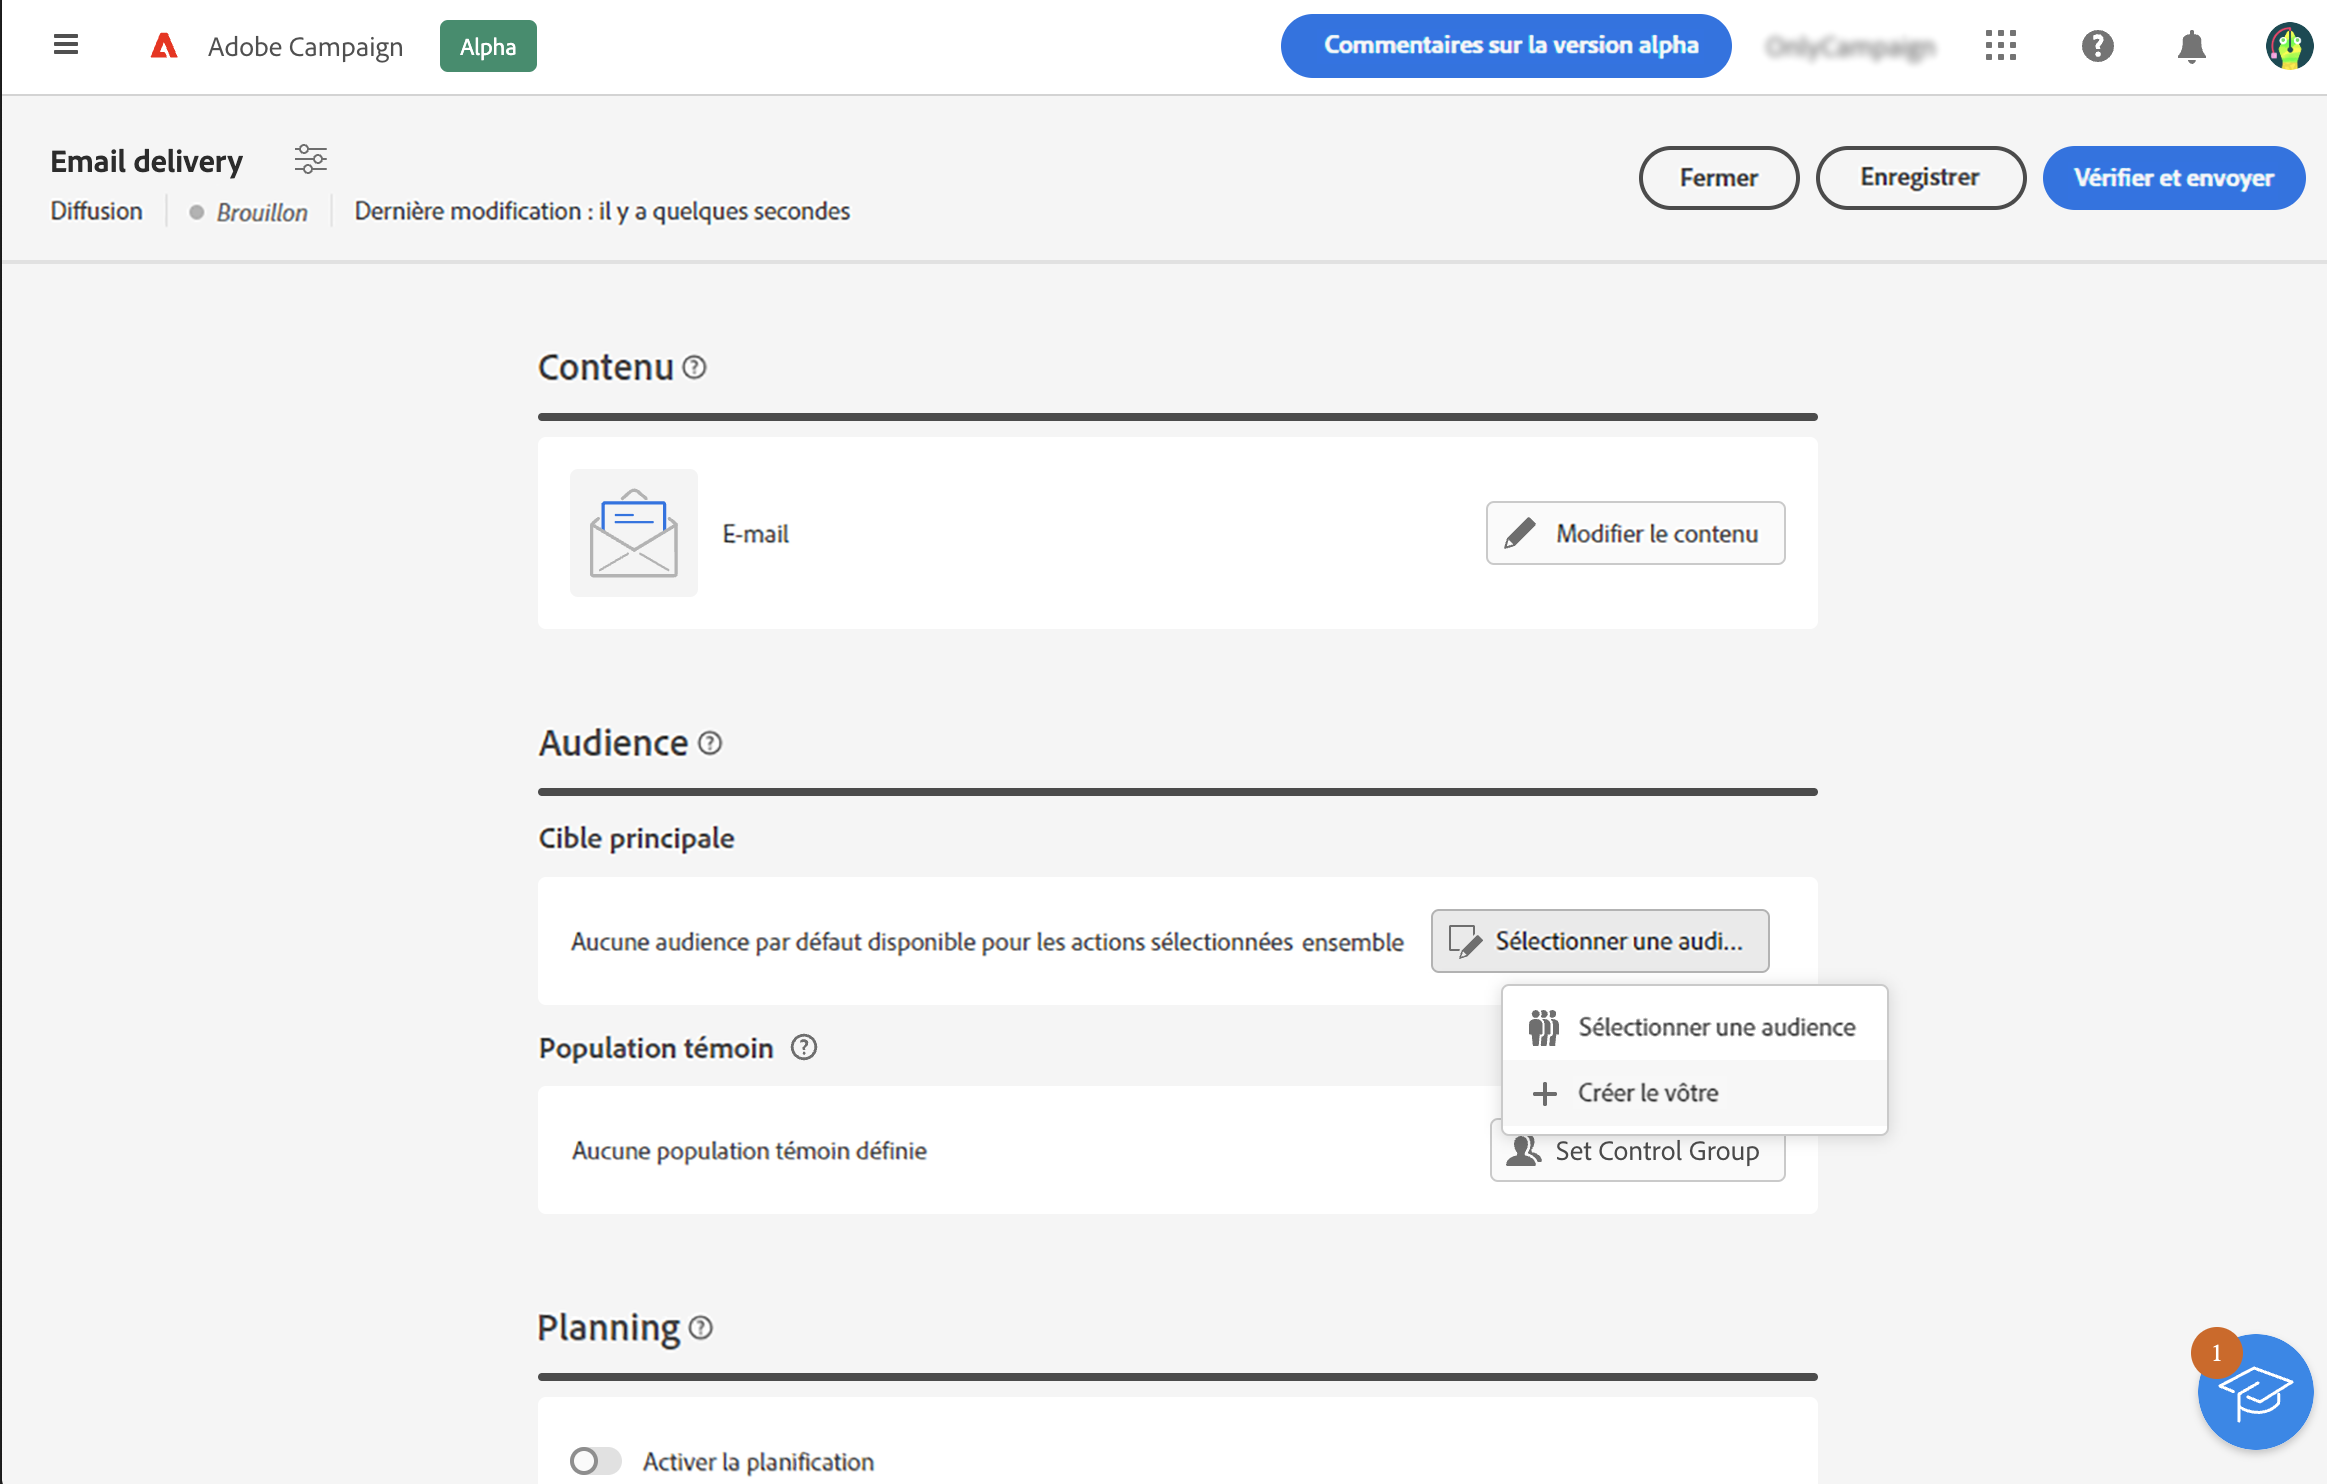 Adobe Campaign
Alpha
Commentaires sur la version alpha
Email delivery
Fermer
Enregistrer
Vérifier et envoyer
Diffusion
Brouillon
Dernière modification : il y a quelques secondes
Contenu
E-mail
Modifier le contenu
Audience
Cible principale
Aucune audience par défaut disponible pour les actions sélectionnées ensemble
Sélectionner une audi...
Sélectionner une audience
Population témoin
Créer le vôtre
Aucune population témoin définie
Set Control Group
Planning
1
Activer la planification